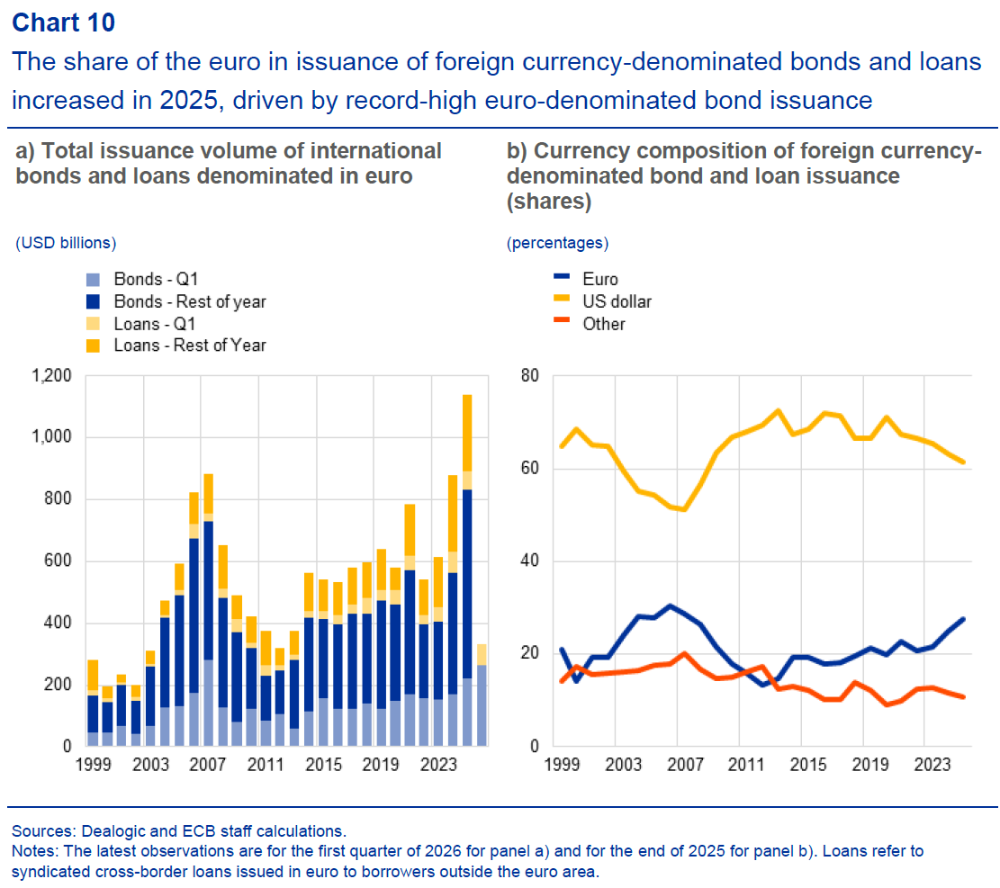 Chart 10
The share of the euro in issuance of foreign currency-denominated bonds and loans
increased in 2025, driven by record-high euro-denominated bond issuance
a) Total issuance volume of international
bonds and loans denominated in euro
(USD billions)
Bonds - Q1
Bonds - Rest of year
Loans - Q1
Loans - Rest of Year
1,200
1,000
800
600
400
200
0
1999
2003
2007
2011
2015
2019
2023
b) Currency composition of foreign currency-
denominated bond and loan issuance
(shares)
(percentages)
Euro
US dollar
Other
80
60
40
20
0
1999
2003
2007
2011
2015
2019
2023
Sources: Dealogic and ECB staff calculations.
Notes: The latest observations are for the first quarter of 2026 for panel a) and for the end of 2025 for panel b). Loans refer to
syndicated cross-border loans issued in euro to borrowers outside the euro area.